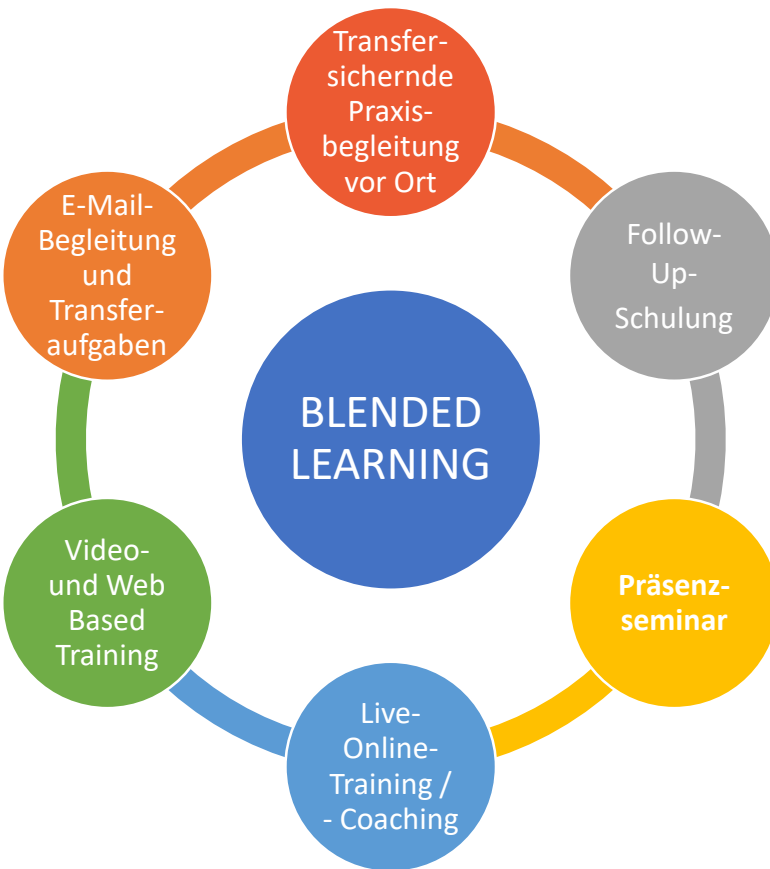 Transfer-
sichernde
Praxis-
begleitung
vor Ort
Follow-
Up-
Schulung
Präsenz-
seminar
Live-
Online-
Training /
- Coaching
Video-
und Web
Based
Training
E-Mail-
Begleitung
und
Transfer-
aufgaben
BLENDED
LEARNING